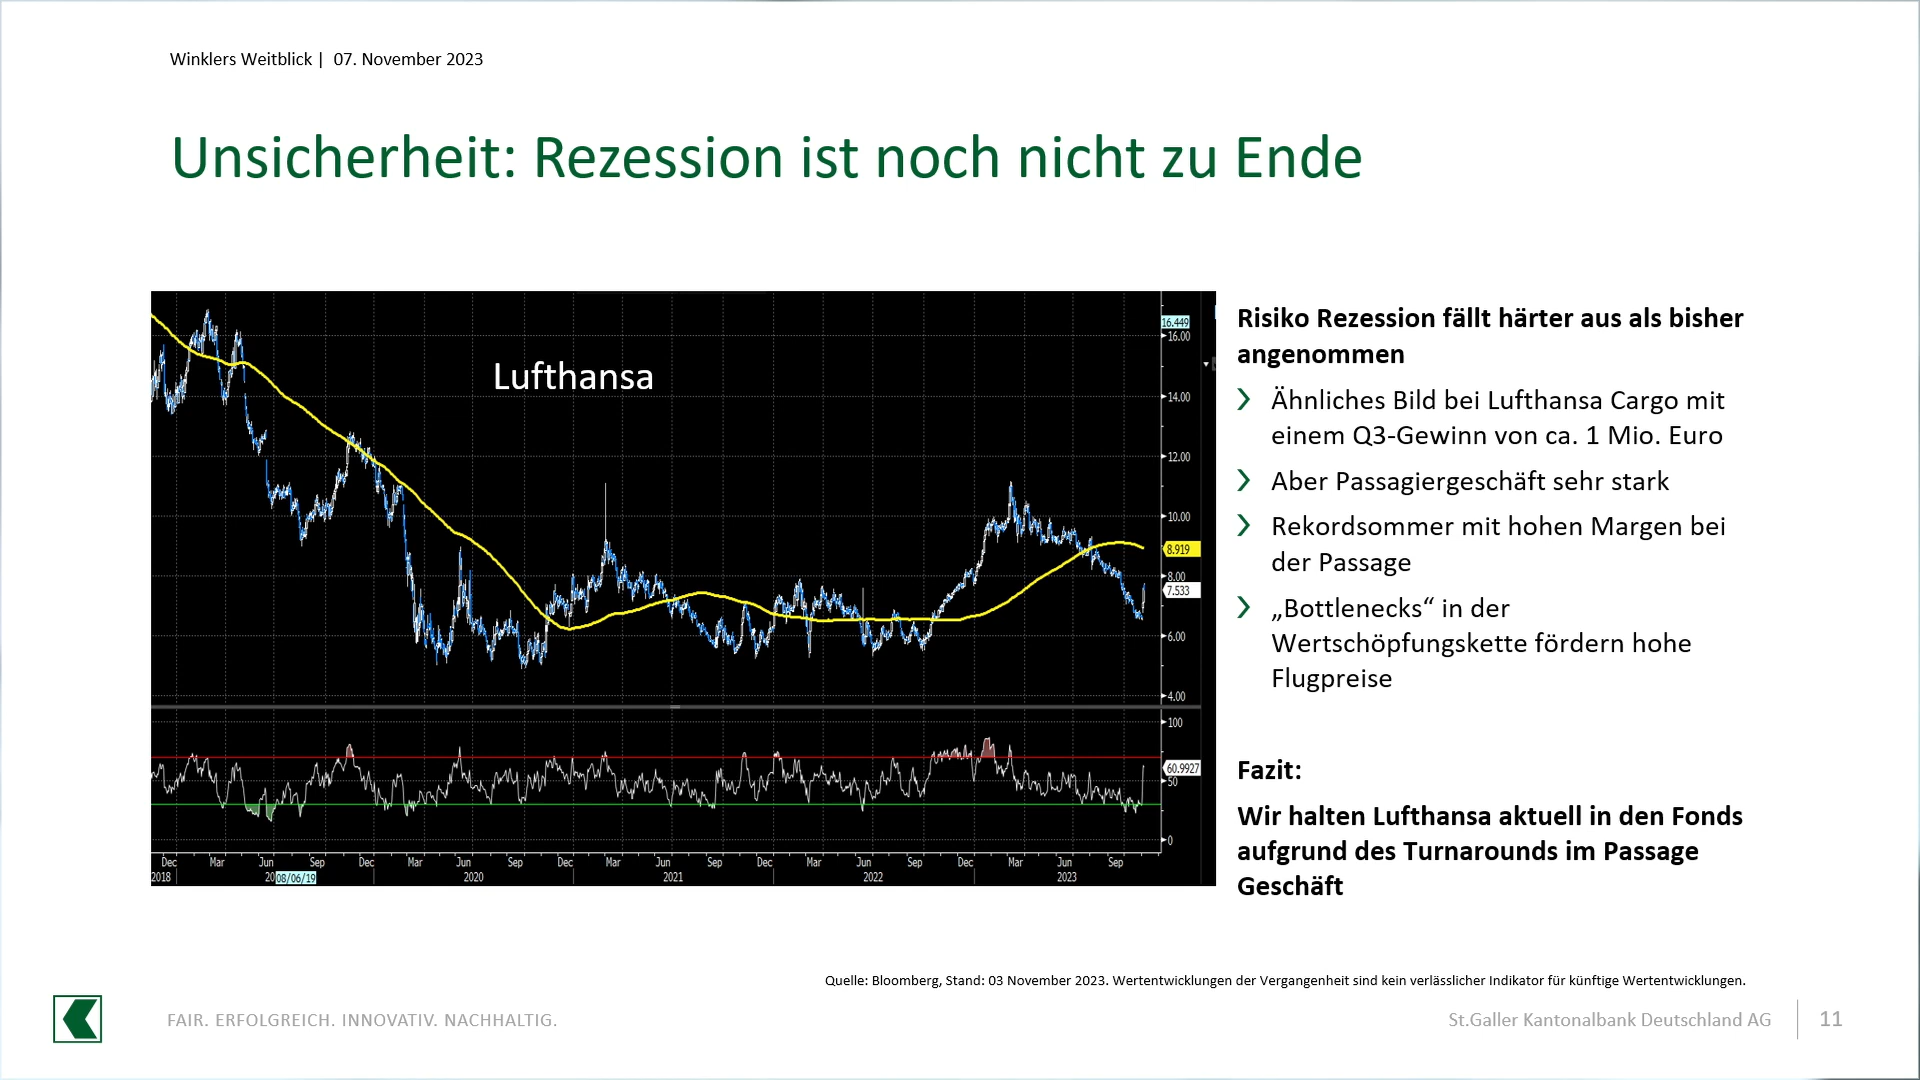 Winklers Weitblick | 07. November 2023
Unsicherheit: Rezession ist noch nicht zu Ende
Lufthansa
16.449
16.00
14.00
12.00
10.00
8.919
8.00
7.533
6.00
4.00
100
60.9927
50
0
Dec Mar Jun Sep Dec Mar Jun Sep Dec Mar Jun Sep Dec Mar Jun Sep Dec Mar Jun Sep
2018 20 08/06/19 2020 2021 2022 2023
Risiko Rezession fällt härter aus als bisher
angenommen
Ähnliches Bild bei Lufthansa Cargo mit
einem Q3-Gewinn von ca. 1 Mio. Euro
Aber Passagiergeschäft sehr stark
Rekordsommer mit hohen Margen bei
der Passage
„Bottlenecks“ in der
Wertschöpfungskette fördern hohe
Flugpreise
Fazit:
Wir halten Lufthansa aktuell in den Fonds
aufgrund des Turnarounds im Passage
Geschäft
Quelle: Bloomberg, Stand: 03 November 2023. Wertentwicklungen der Vergangenheit sind kein verlässlicher Indikator für künftige Wertentwicklungen.
FAIR. ERFOLGREICH. INNOVATIV. NACHHALTIG.
St.Galler Kantonalbank Deutschland AG 11